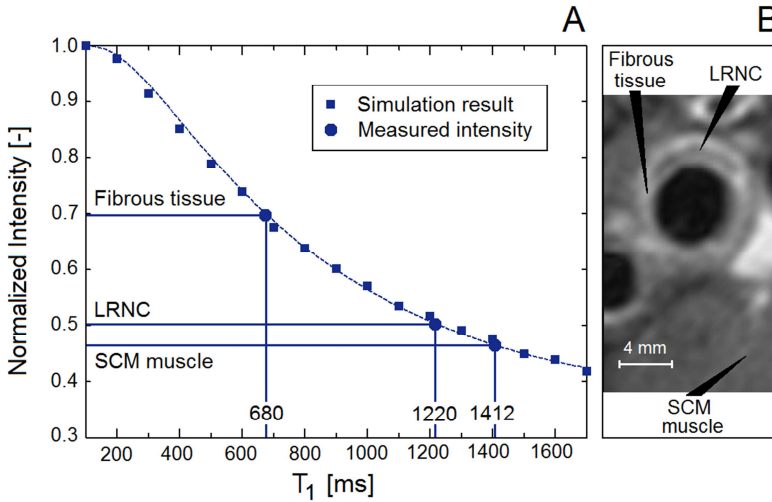 A
B
1.0
0.9
0.8
0.7
0.6
0.5
0.4
0.3
Normalized Intensity [-]
Simulation result
Measured intensity
Fibrous tissue
LRNC
SCM muscle
680
1220
1412
200
400
600
800
1000
1200
1400
1600
T1 [ms]
Fibrous
tissue
LRNC
4 mm
SCM
muscle